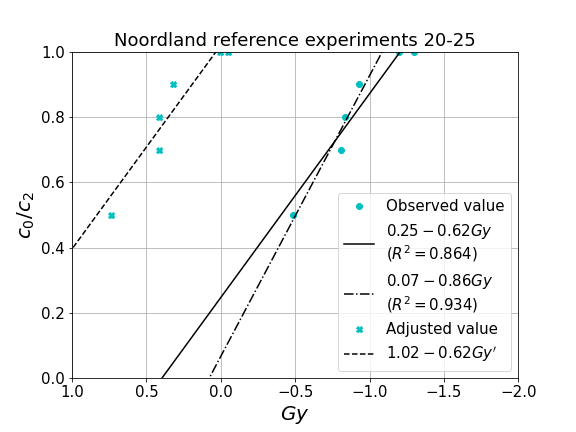 Noordland reference experiments 20-25
1.0
0.8
0.6
0.4
0.2
0.0
c₀/c₂
Observed value
0.25 − 0.62Gy
(R² = 0.864)
0.07 − 0.86Gy
(R² = 0.934)
Adjusted value
1.02 − 0.62Gy′
1.0 0.5 0.0 −0.5 −1.0 −1.5 −2.0
Gy